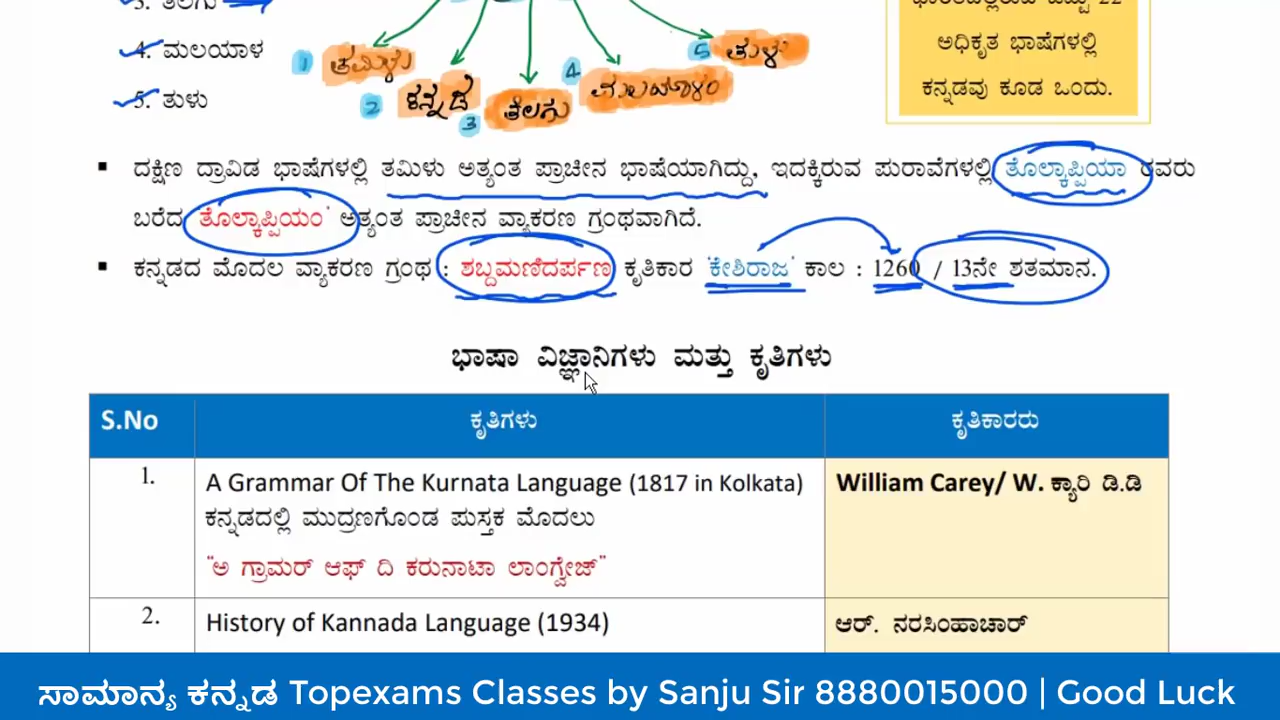 3. ತೆಲಗು
4. ಮಲಯಾಳ
5. ತುಳು
1 ತಮಿಳು
2 ಕನ್ನಡ
3 ತೆಲಗು
4 ಮಲಯಾಳಂ
5 ತುಳು
ಅಧಿಕೃತ ಭಾಷೆಗಳಲ್ಲಿ
ಕನ್ನಡವು ಕೂಡ ಒಂದು.
▪ ದಕ್ಷಿಣ ದ್ರಾವಿಡ ಭಾಷೆಗಳಲ್ಲಿ ತಮಿಳು ಅತ್ಯಂತ ಪ್ರಾಚೀನ ಭಾಷೆಯಾಗಿದ್ದು, ಇದಕ್ಕಿರುವ ಪುರಾವೆಗಳಲ್ಲಿ ತೊಲ್ಕಾಪ್ಪಿಯಾ ರವರು
ಬರೆದ 'ತೊಲ್ಕಾಪ್ಪಿಯಂ' ಅತ್ಯಂತ ಪ್ರಾಚೀನ ವ್ಯಾಕರಣ ಗ್ರಂಥವಾಗಿದೆ.
▪ ಕನ್ನಡದ ಮೊದಲ ವ್ಯಾಕರಣ ಗ್ರಂಥ : ಶಬ್ದಮಣಿದರ್ಪಣ ಕೃತಿಕಾರ 'ಕೇಶಿರಾಜ' ಕಾಲ : 1260 / 13ನೇ ಶತಮಾನ.
ಭಾಷಾ ವಿಜ್ಞಾನಿಗಳು ಮತ್ತು ಕೃತಿಗಳು
S.No ಕೃತಿಗಳು ಕೃತಿಕಾರರು
1. A Grammar Of The Kurnata Language (1817 in Kolkata) William Carey/ W. ಕ್ಯಾರಿ ಡಿ.ಡಿ
ಕನ್ನಡದಲ್ಲಿ ಮುದ್ರಣಗೊಂಡ ಪುಸ್ತಕ ಮೊದಲು
“ಅ ಗ್ರಾಮರ್ ಆಫ್ ದಿ ಕರುನಾಟಾ ಲಾಂಗ್ವೇಜ್”
2. History of Kannada Language (1934) ಆರ್. ನರಸಿಂಹಾಚಾರ್
ಸಾಮಾನ್ಯ ಕನ್ನಡ Topexams Classes by Sanju Sir 8880015000 | Good Luck